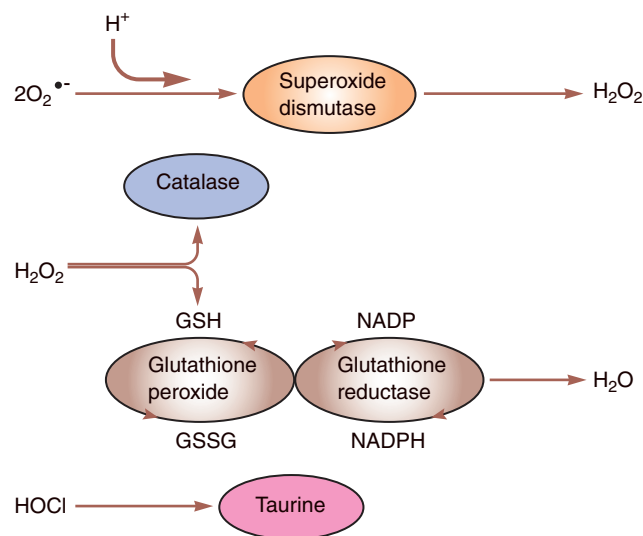 H⁺
2O₂•-
Superoxide
dismutase
H₂O₂
Catalase
H₂O₂
GSH
NADP
Glutathione
peroxide
Glutathione
reductase
H₂O
GSSG
NADPH
HOCl
Taurine